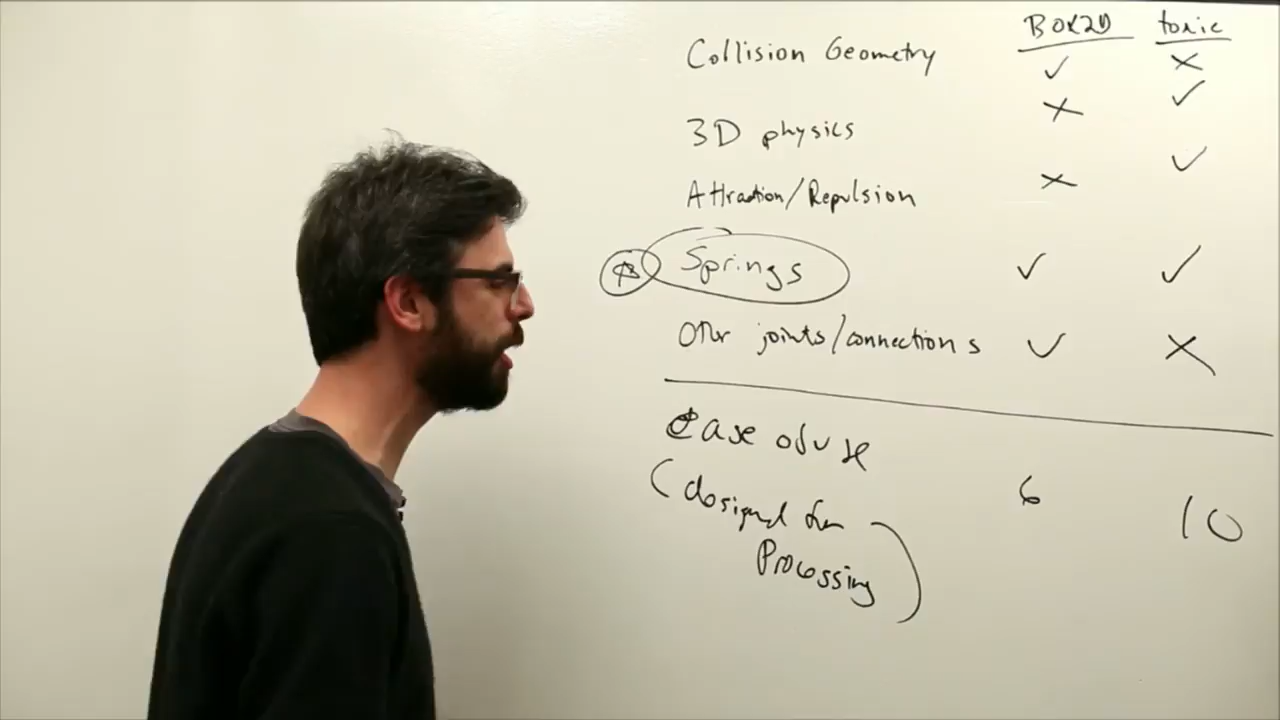 BOX2D toxic
Collision Geometry ✓ ✗
3D physics ✗ ✓
Attraction/Repulsion ✗ ✓
Springs ✓ ✓
Other joints/connections ✓ ✗
ease of use
(designed for 6 10
Processing)